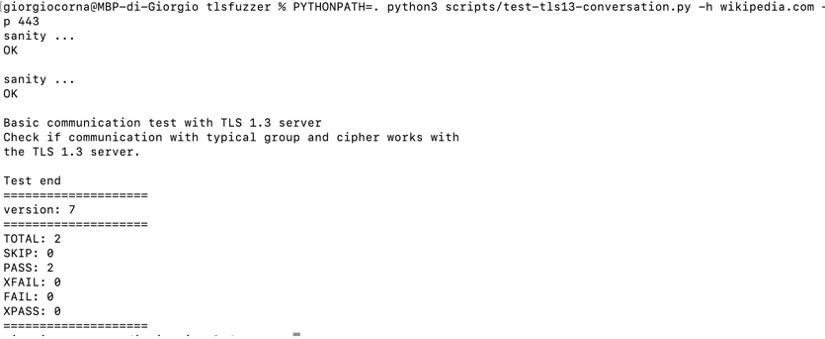 giorgiocorna@MBP-di-Giorgio tlsfuzzer % PYTHONPATH=. python3 scripts/test-tls13-conversation.py -h wikipedia.com -
p 443
sanity ...
OK
sanity ...
OK
Basic communication test with TLS 1.3 server
Check if communication with typical group and cipher works with
the TLS 1.3 server.
Test end
====================
version: 7
====================
TOTAL: 2
SKIP: 0
PASS: 2
XFAIL: 0
FAIL: 0
XPASS: 0
====================